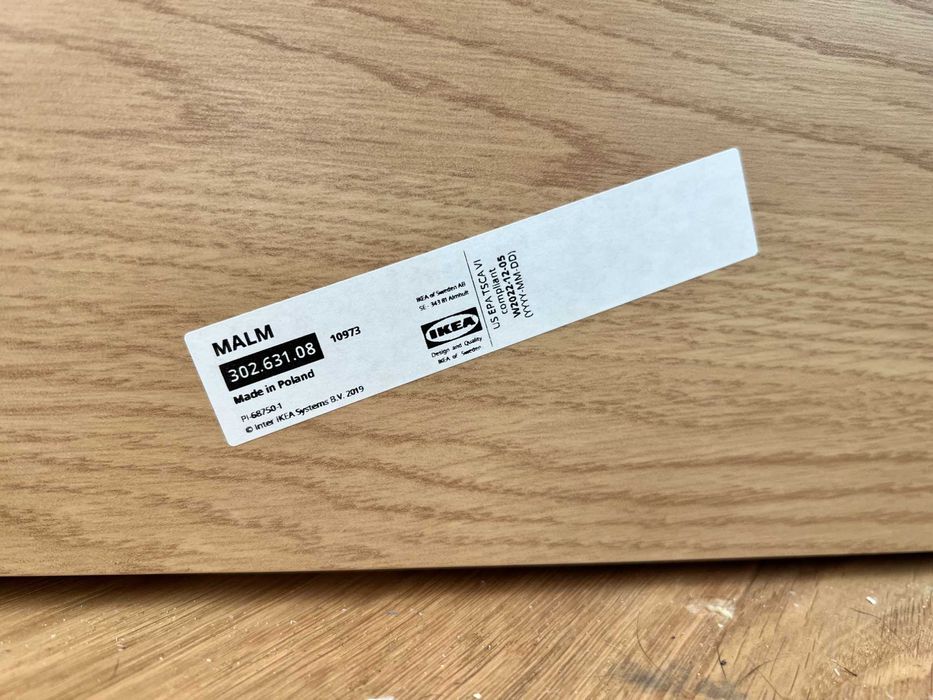 MALM
302.631.08
10973
Made in Poland
PI-68750-1
© Inter IKEA Systems B.V. 2019
IKEA of Sweden AB
SE - 343 81 Älmhult
IKEA
Design and Quality
IKEA of Sweden
US EPA TSCA VI
compliant
W2022-12-05
(YYYY-MM-DD)